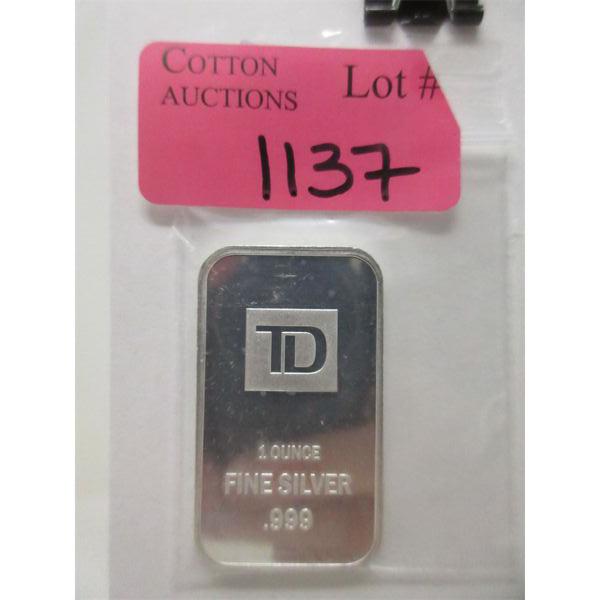 COTTON
AUCTIONS
Lot #
1137
TD
1 OUNCE
FINE SILVER
.999